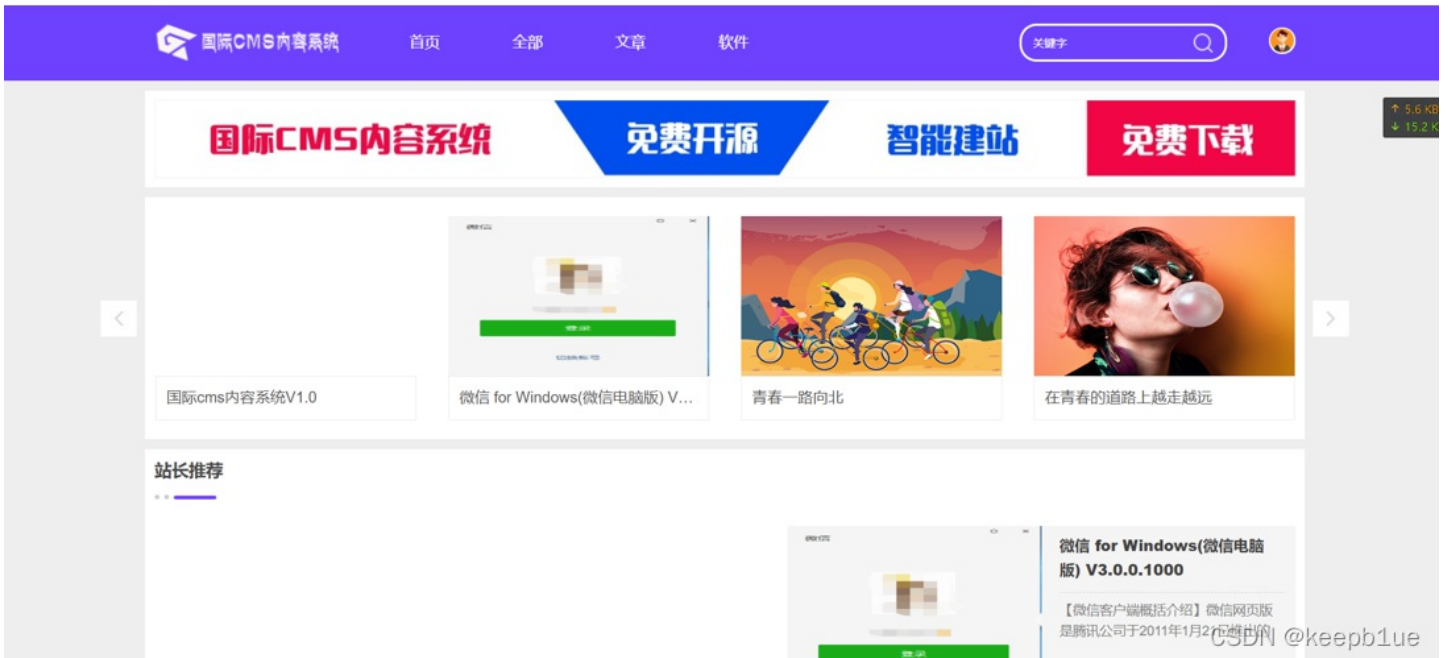 国际CMS内容系统
首页
全部
文章
软件
关键字
↑ 5.6 KB
↓ 15.2 K
国际CMS内容系统
免费开源
智能建站
免费下载
国际cms内容系统V1.0
微信 for Windows(微信电脑版) V...
青春一路向北
在青春的道路上越走越远
站长推荐
微信 for Windows(微信电脑
版) V3.0.0.1000
【微信客户端概括介绍】微信网页版
是腾讯公司于2011年1月21日推出的
登录
CSDN @keepb1ue